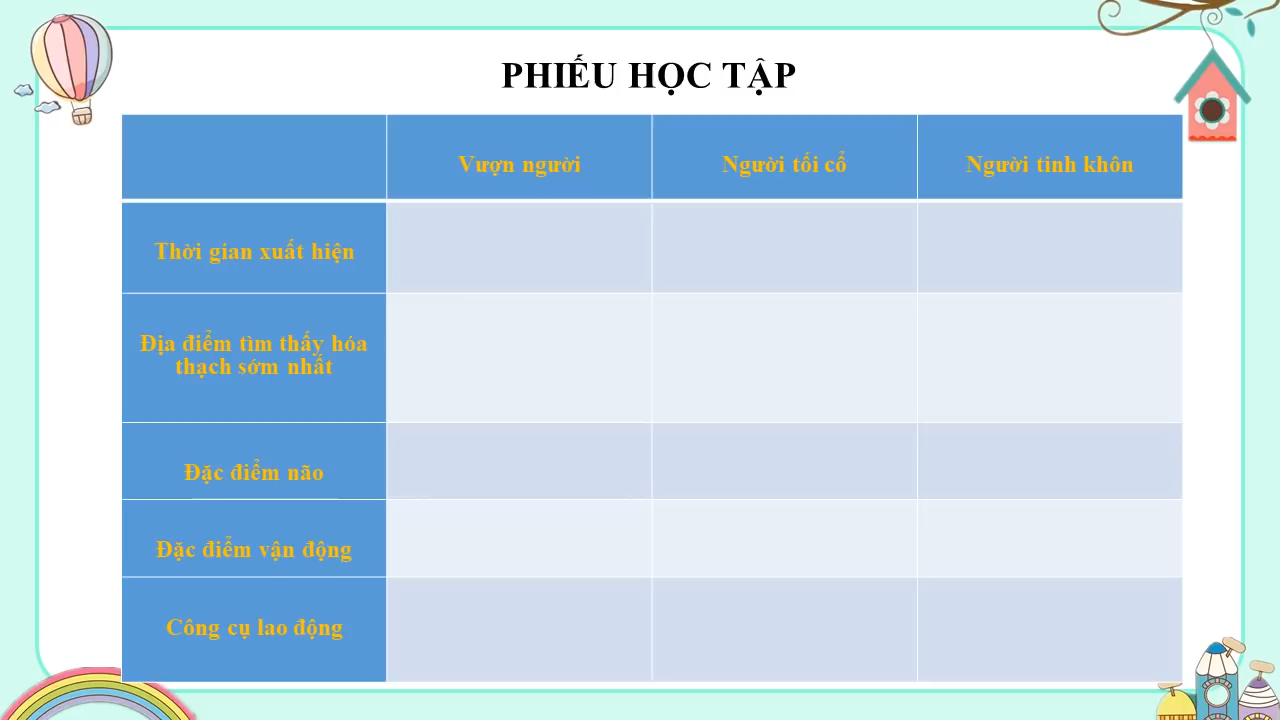 PHIẾU HỌC TẬP
Vượn người
Người tối cổ
Người tinh khôn
Thời gian xuất hiện
Địa điểm tìm thấy hóa
thạch sớm nhất
Đặc điểm não
Đặc điểm vận động
Công cụ lao động